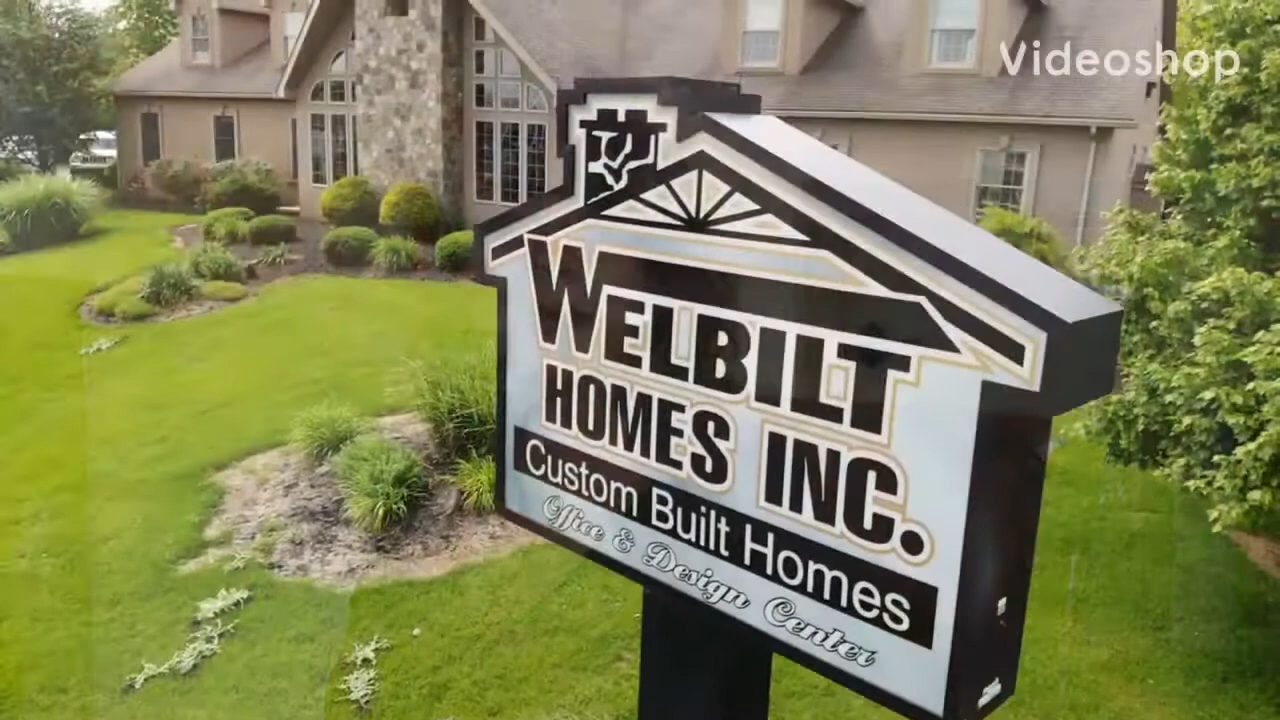 Videoshop
WELBILT
HOMES INC.
Custom Built Homes
Office & Design Center